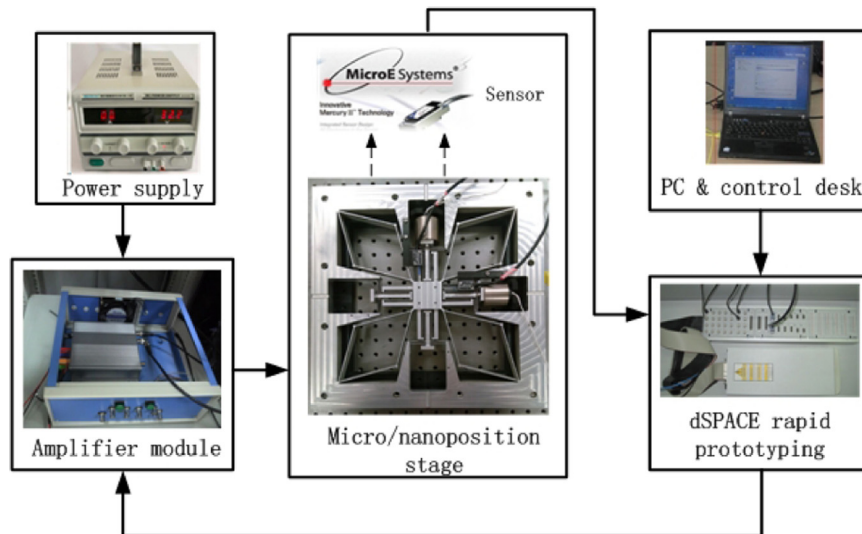 MicroE Systems®
Innovative
Mercury II™ Technology
Sensor
Power supply
PC & control desk
Amplifier module
Micro/nanoposition
stage
dSPACE rapid
prototyping